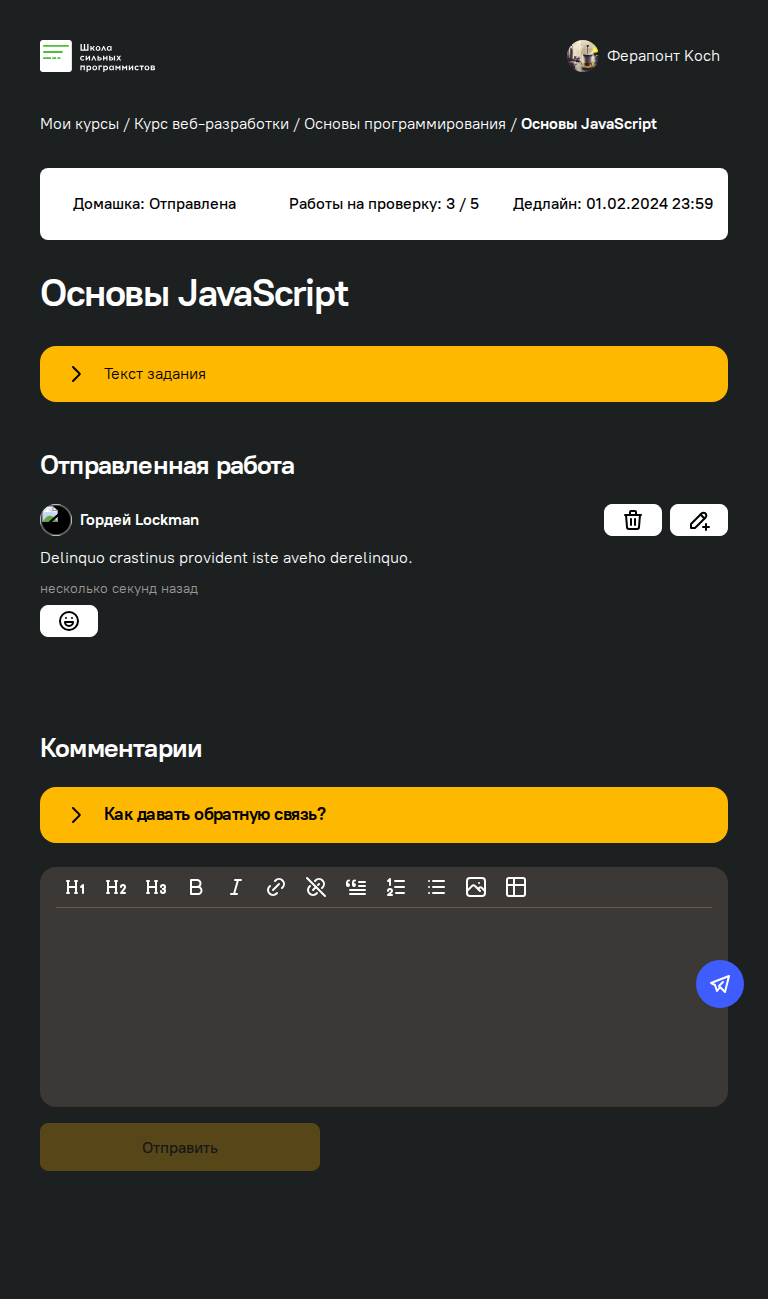 Школа
сильных
программистов
Ферапонт Koch
Мои курсы / Курс веб-разработки / Основы программирования / Основы JavaScript
Домашка: Отправлена Работы на проверку: 3 / 5 Дедлайн: 01.02.2024 23:59
Основы JavaScript
Текст задания
Отправленная работа
Гордей Lockman
Delinquo crastinus provident iste aveho derelinquo.
несколько секунд назад
Комментарии
Как давать обратную связь?
H1 H2 H3 B I
Отправить